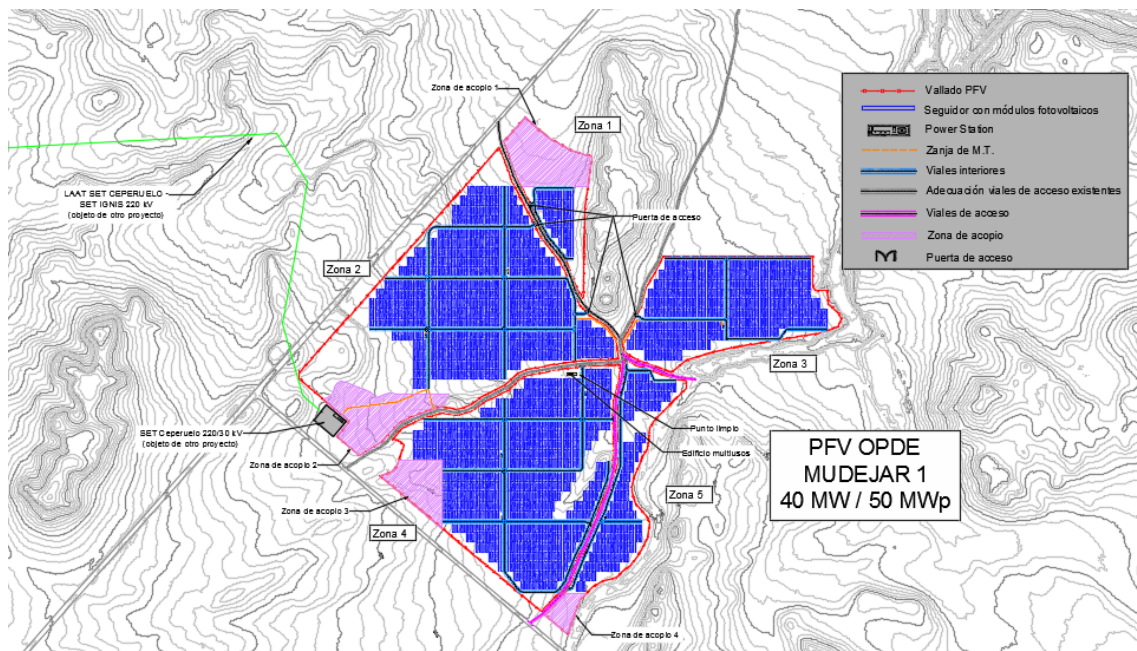 Zona de acopio 1
Zona 1
Vallado PFV
Seguidor con módulos fotovoltaicos
Power Station
Zanja de M.T.
Viales interiores
Adecuación viales de acceso existentes
Viales de acceso
Zona de acopio
Puerta de acceso
LAAT SET CEPERUELO
SET IGNIS 220 kV
(objeto de otro proyecto)
Puerta de acceso
Zona 2
Zona 3
SET Ceperuelo 220/30 kV
(objeto de otro proyecto)
Punto limpio
Edificio multiusos
Zona de acopio 2
PFV OPDE
MUDEJAR 1
40 MW / 50 MWp
Zona 5
Zona de acopio 3
Zona 4
Zona de acopio 4